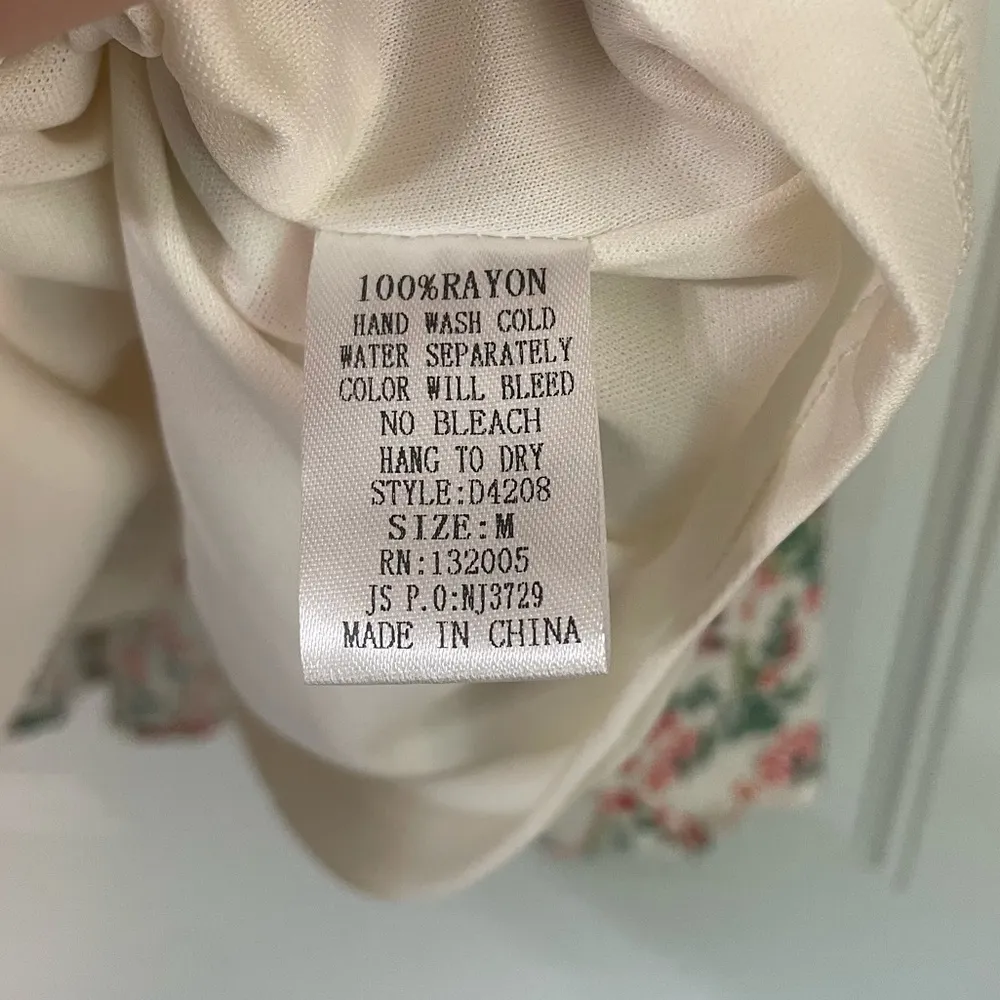 100%RAYON
HAND WASH COLD
WATER SEPARATELY
COLOR WILL BLEED
NO BLEACH
HANG TO DRY
STYLE:D4208
SIZE:M
RN:132005
JS P.O:NJ3729
MADE IN CHINA